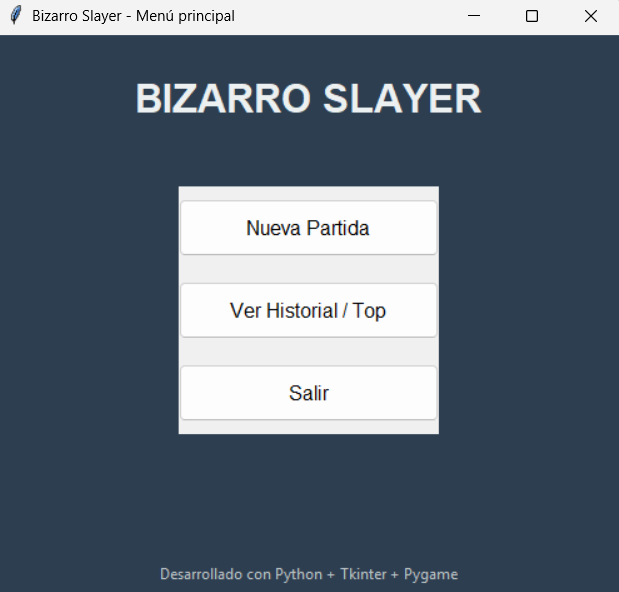 Bizarro Slayer - Menú principal
BIZARRO SLAYER
Nueva Partida
Ver Historial / Top
Salir
Desarrollado con Python + Tkinter + Pygame